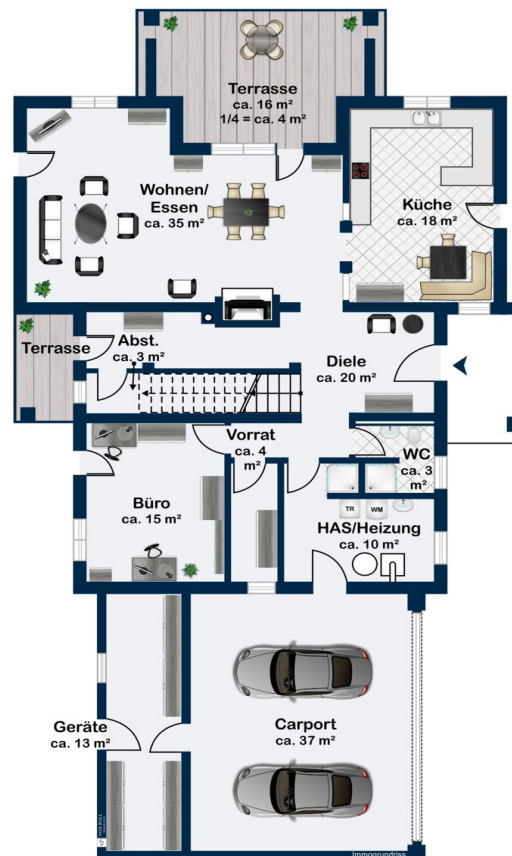 Terrasse
ca. 16 m²
1/4 = ca. 4 m²
Wohnen/
Essen
ca. 35 m²
Küche
ca. 18 m²
Terrasse
Abst.
ca. 3 m²
Diele
ca. 20 m²
Vorrat
ca. 4
m²
WC
ca. 3
m²
Büro
ca. 15 m²
TR
WM
HAS/Heizung
ca. 10 m²
Geräte
ca. 13 m²
Carport
ca. 37 m²
VON POLL
Immogrundriss